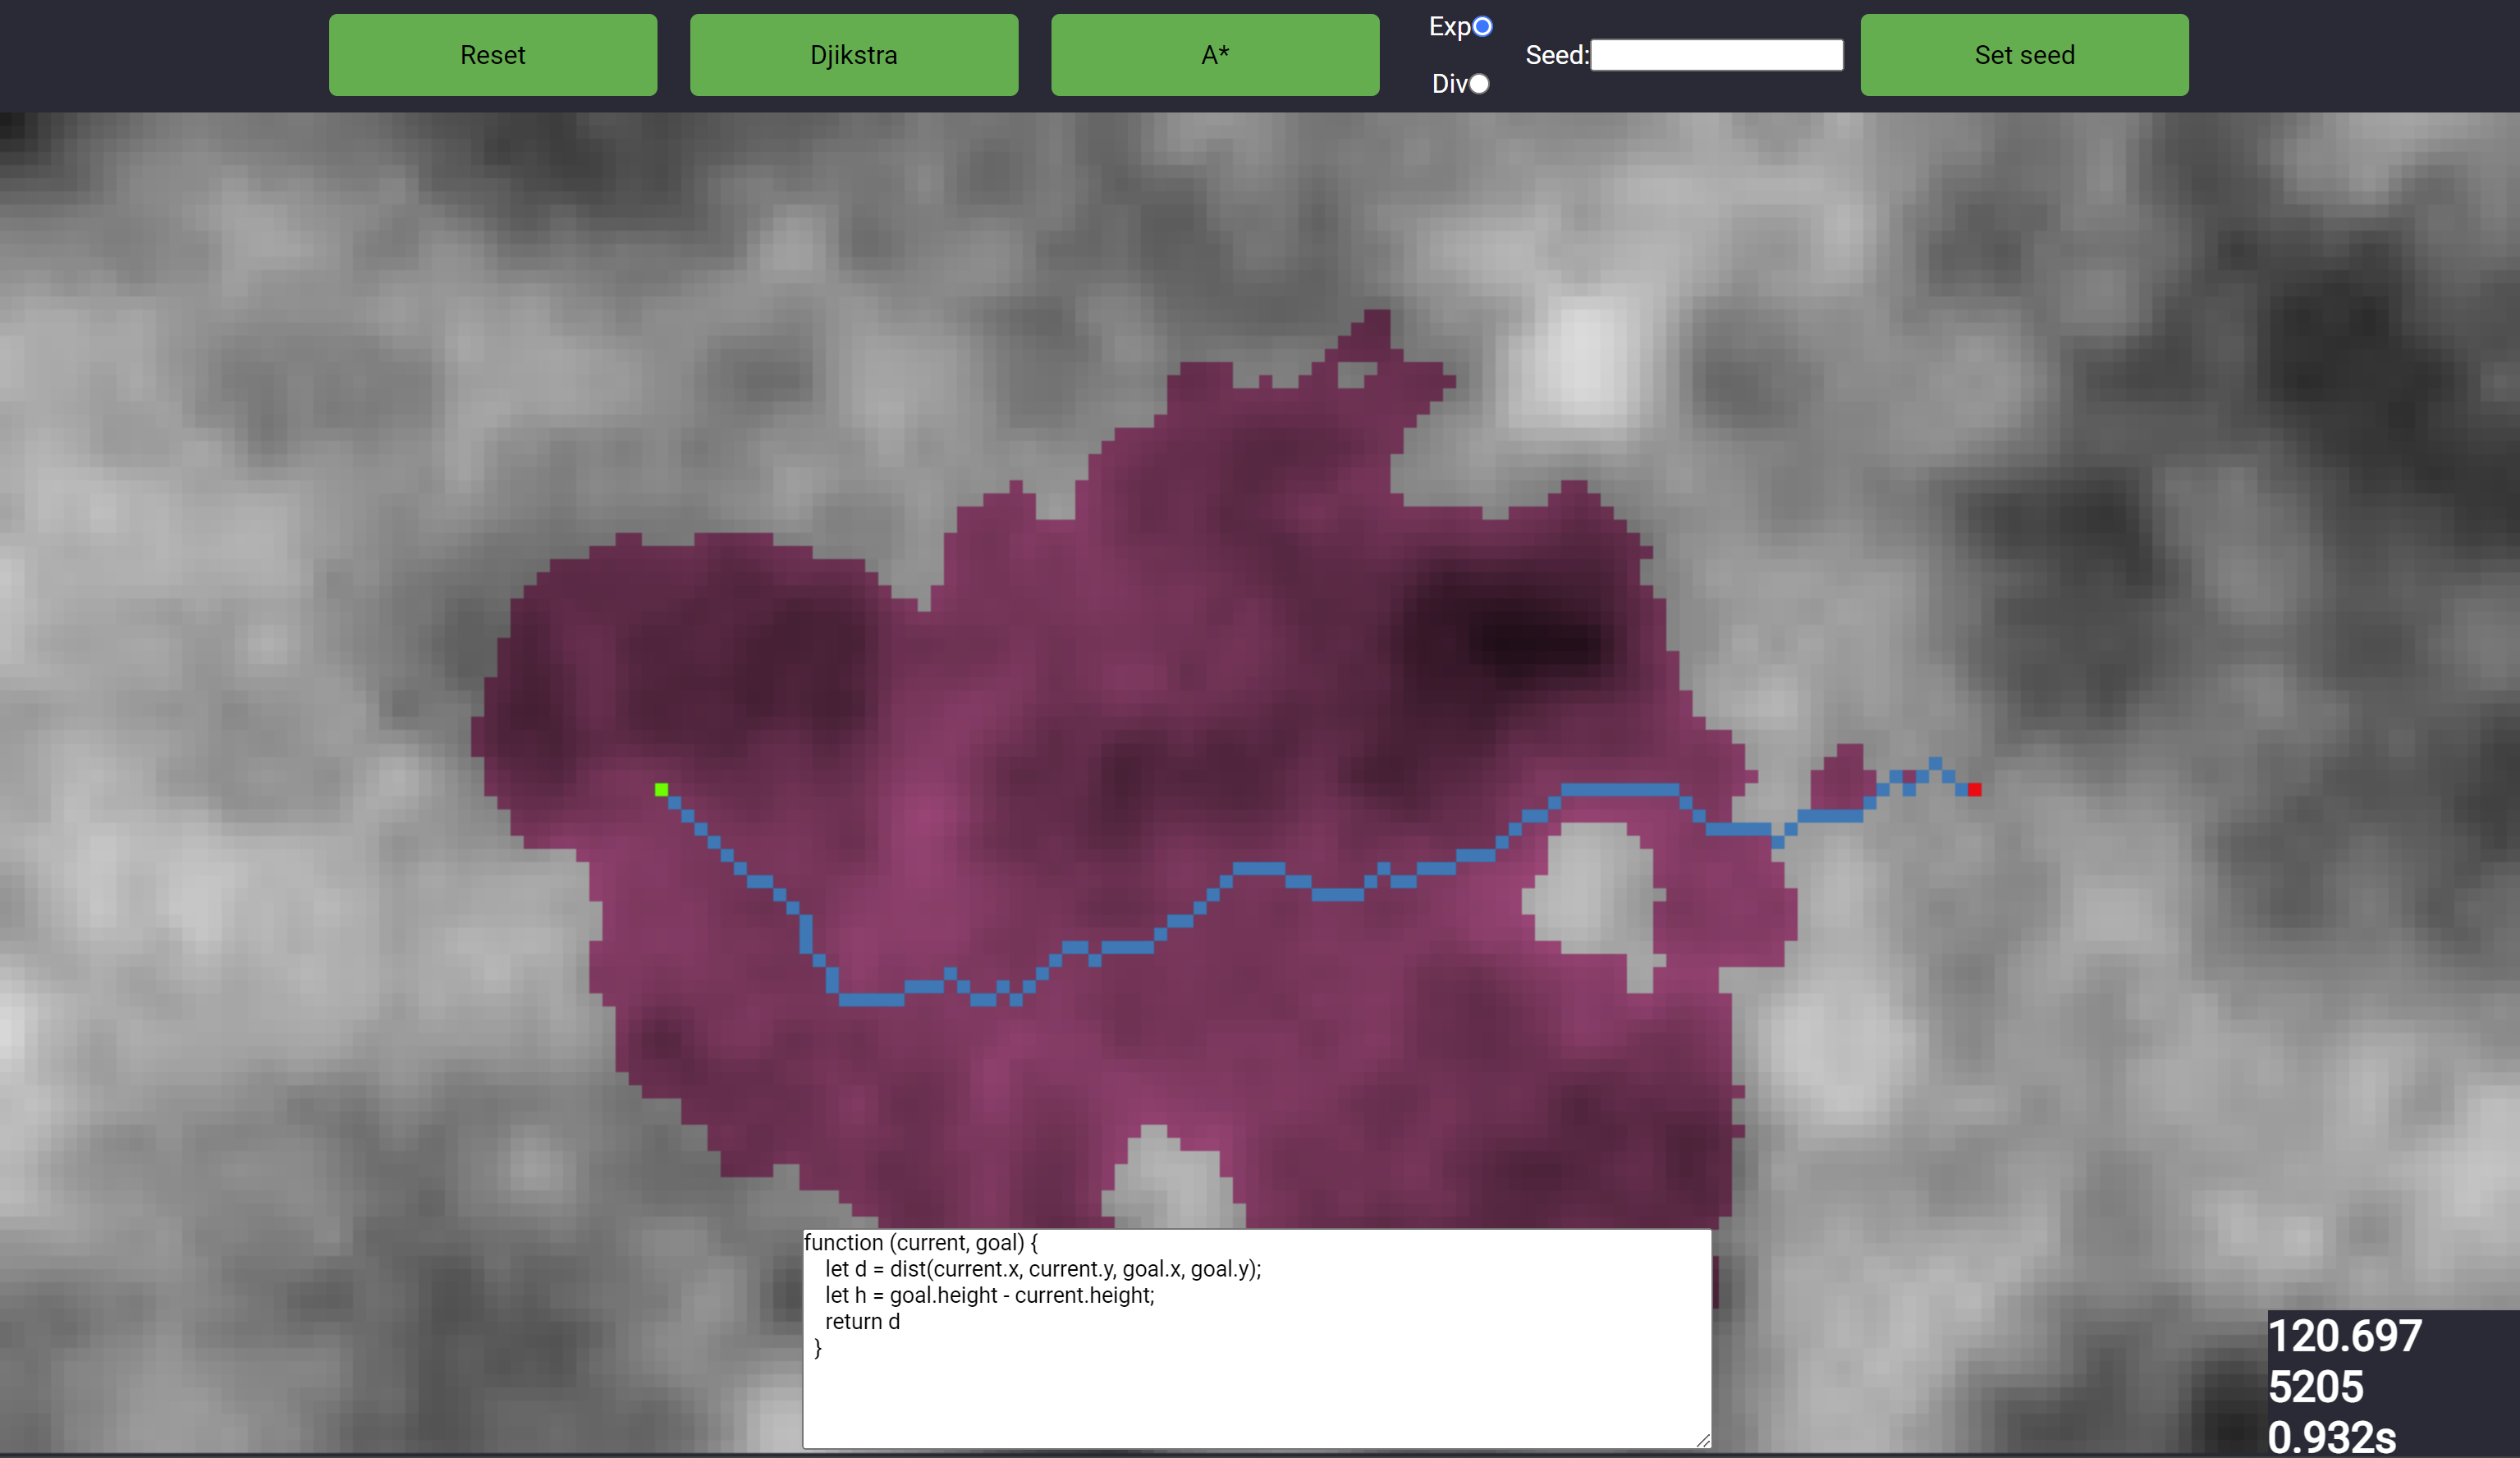 Reset
Djikstra
A*
Exp
Div
Seed:
Set seed
function (current, goal) {
let d = dist(current.x, current.y, goal.x, goal.y);
let h = goal.height - current.height;
return d
}
120.697
5205
0.932s